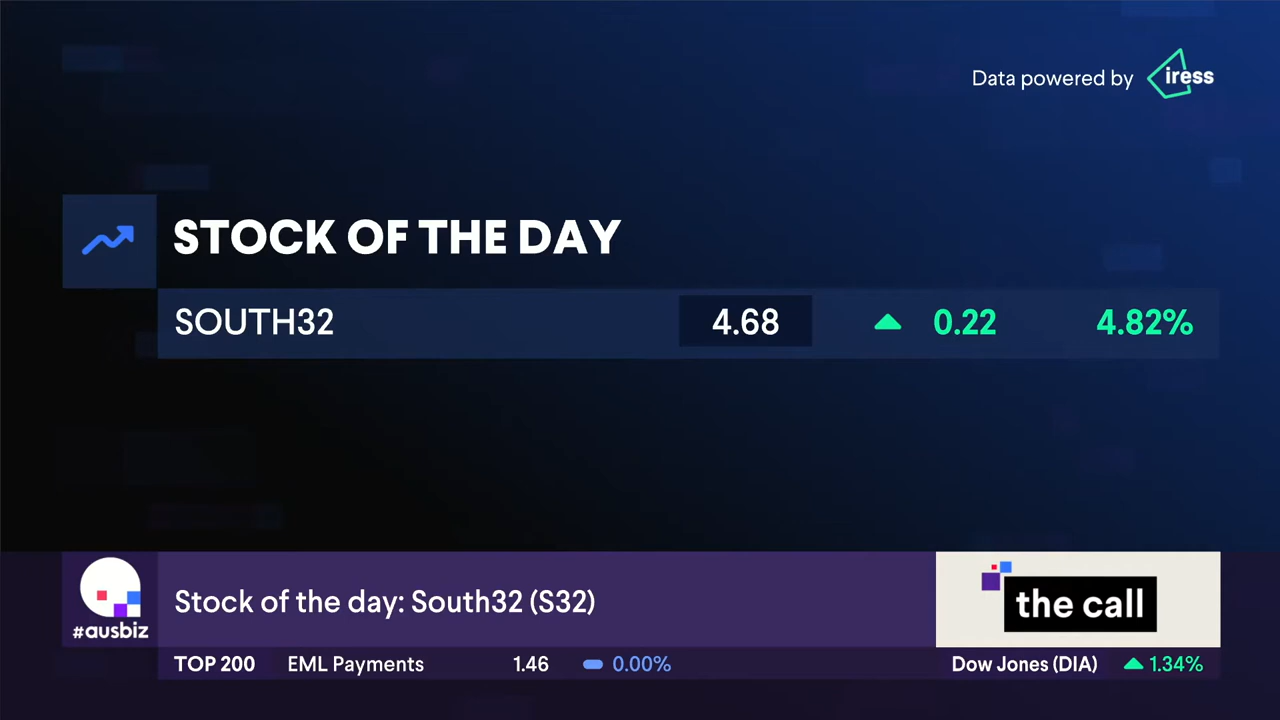 Data powered by iress
STOCK OF THE DAY
SOUTH32 4.68 0.22 4.82%
#ausbiz
Stock of the day: South32 (S32)
the call
TOP 200 EML Payments 1.46 0.00% Dow Jones (DIA) 1.34%